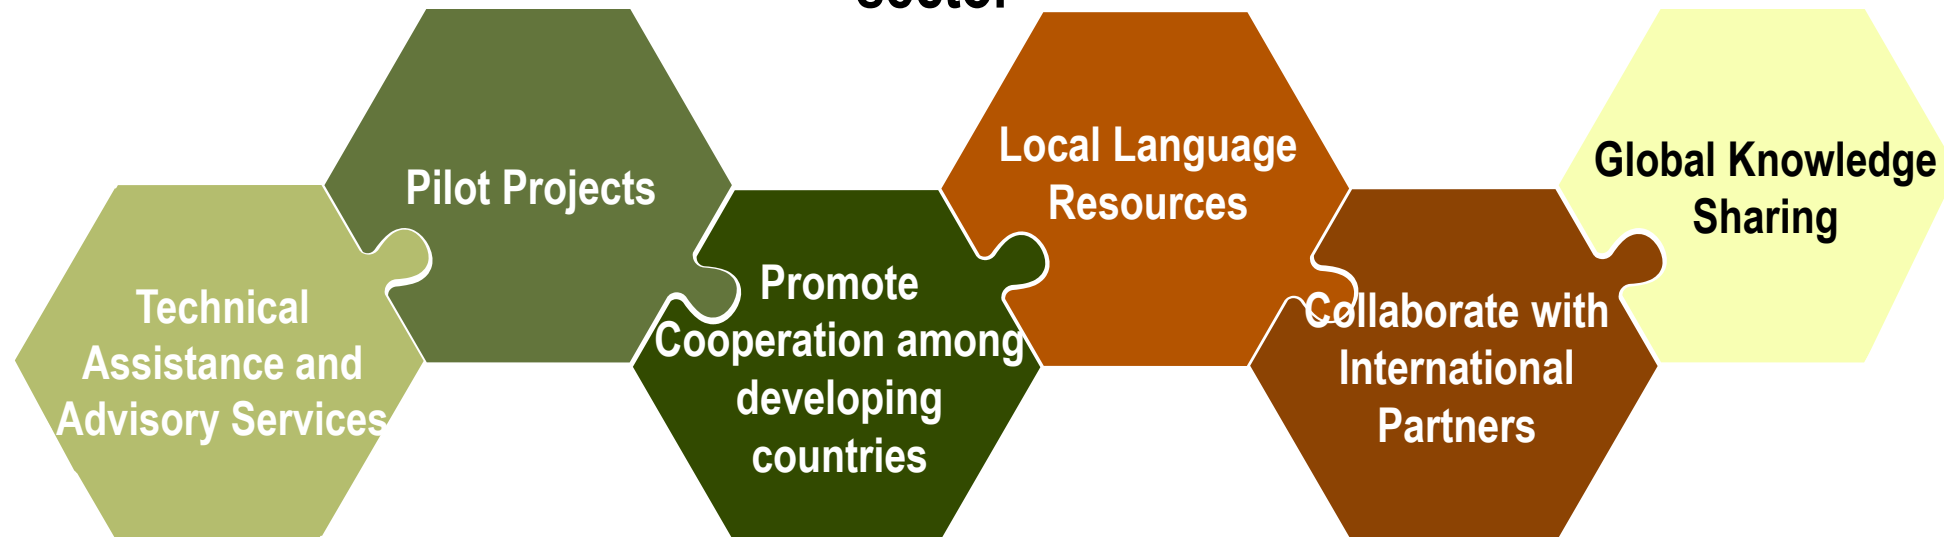 sector
Technical
Assistance and
Advisory Services
Pilot Projects
Promote
Cooperation among
developing
countries
Local Language
Resources
Collaborate with
International
Partners
Global Knowledge
Sharing